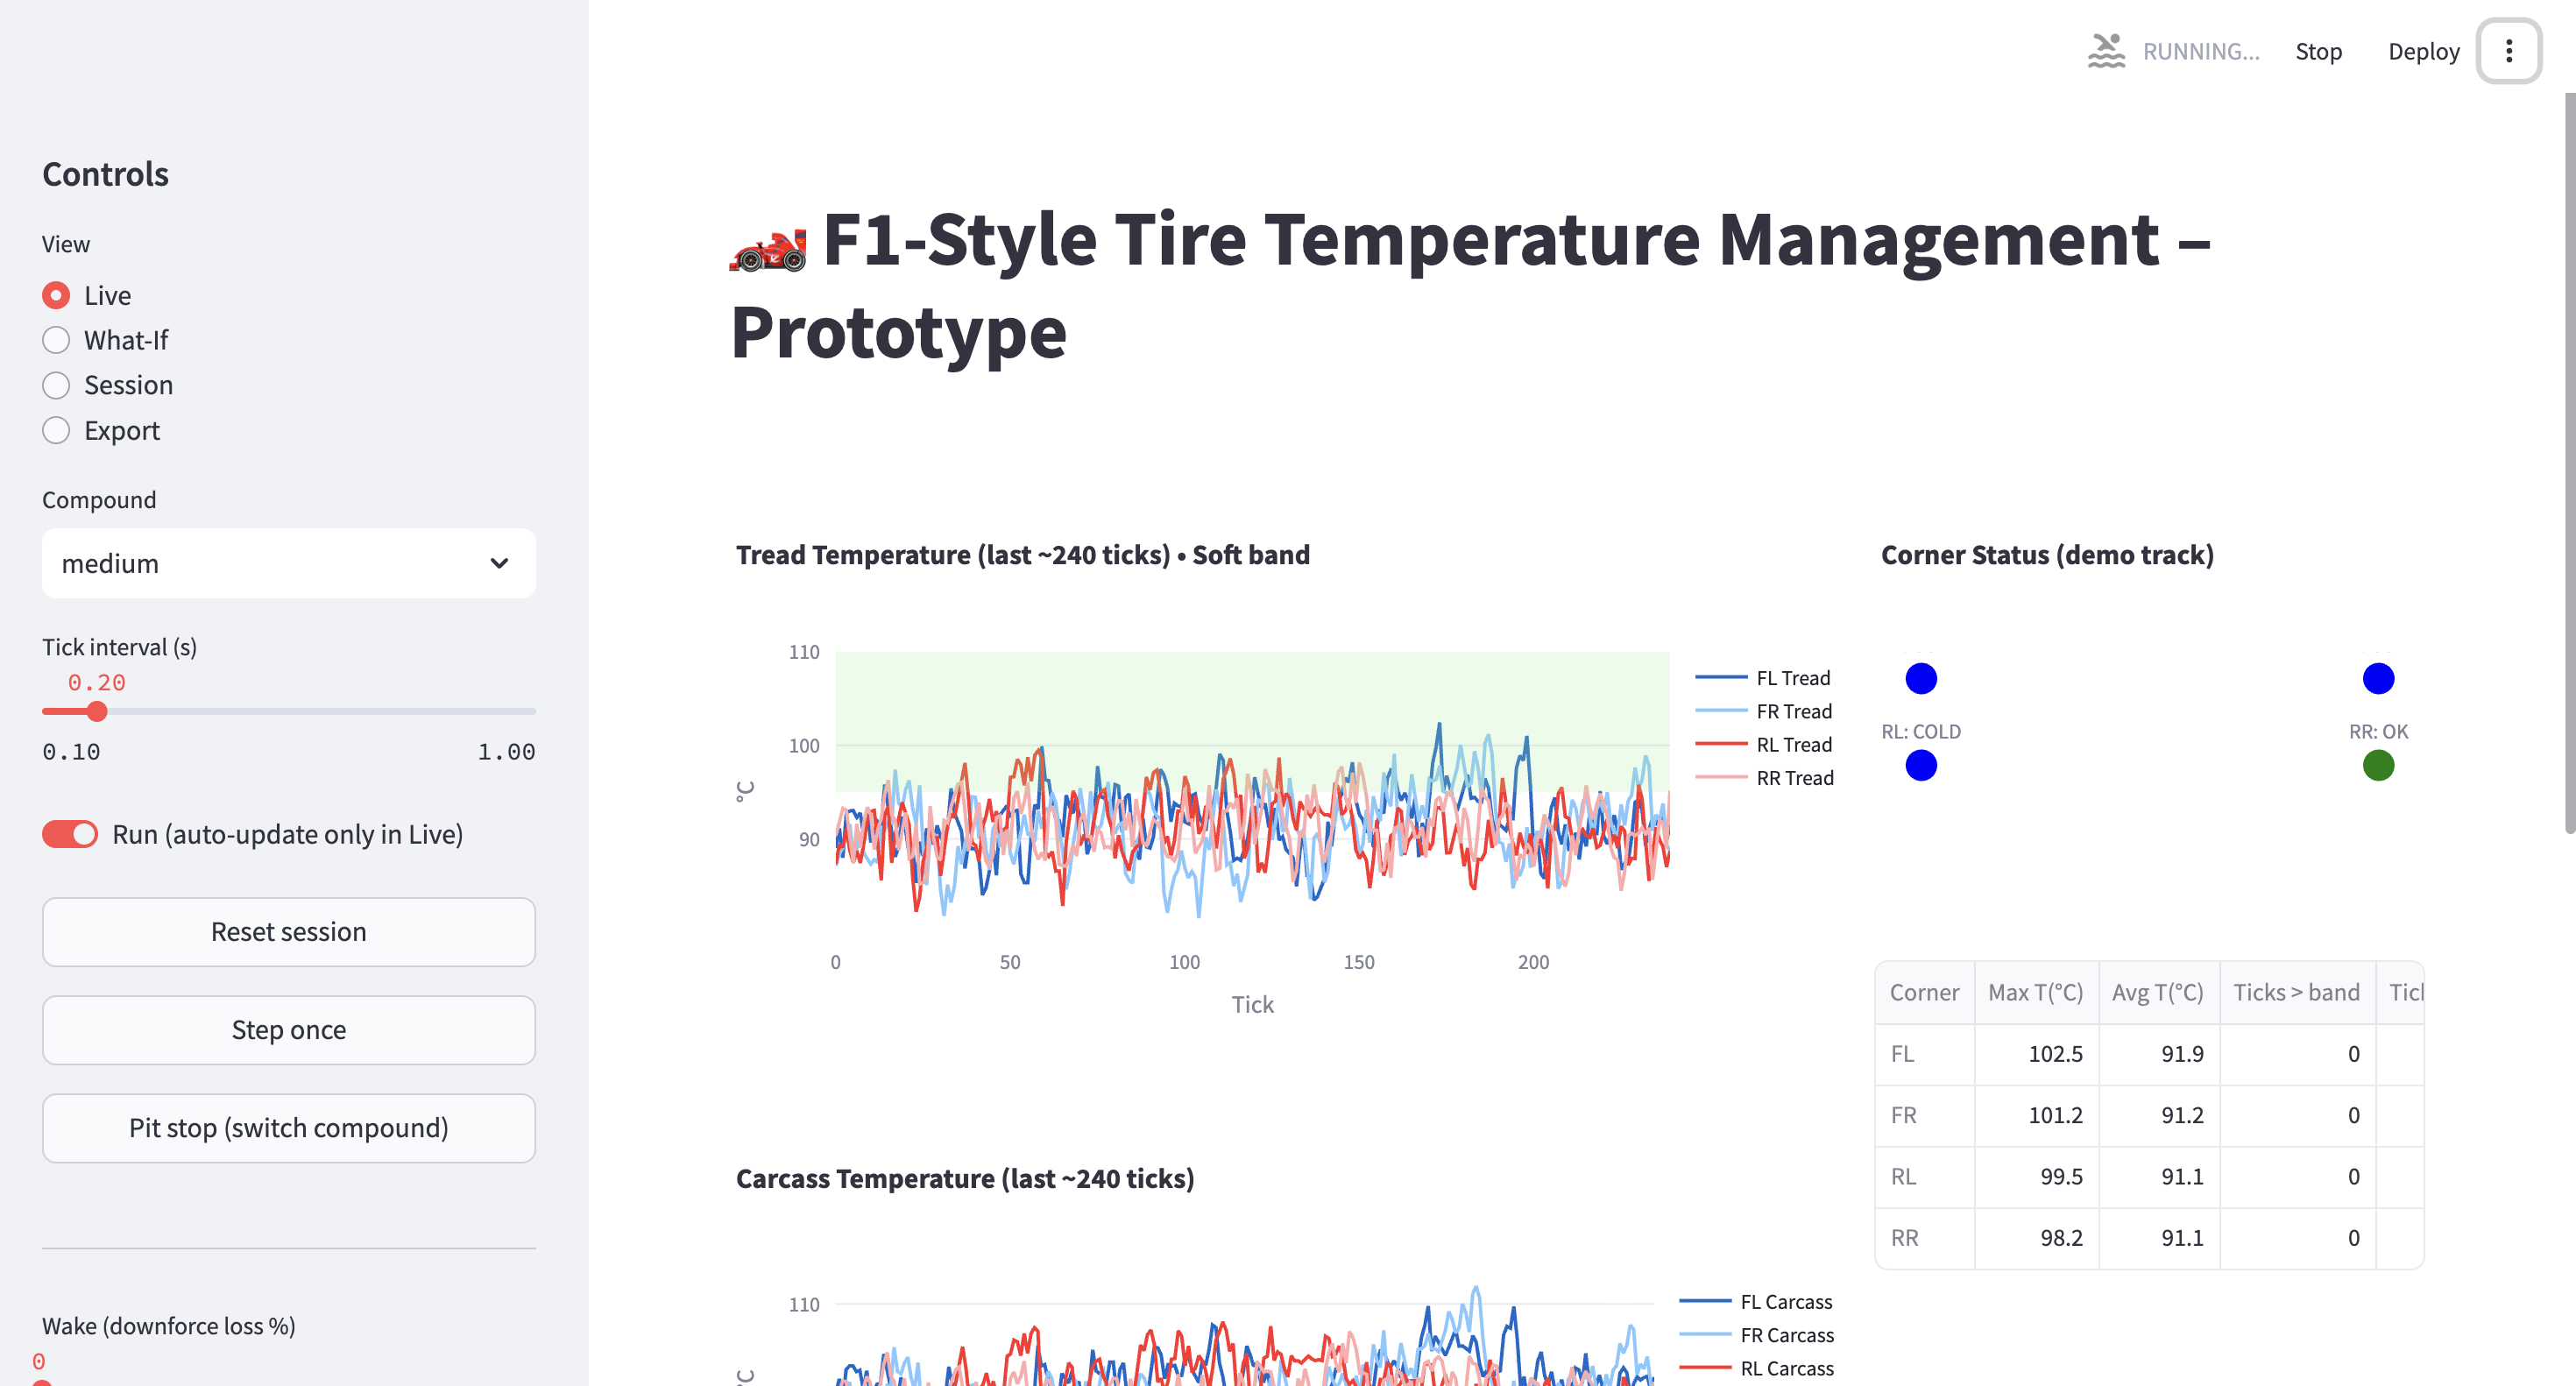 RUNNING...
Stop
Deploy
Controls
View
Live
What-If
Session
Export
Compound
medium
Tick interval (s)
0.20
0.10
1.00
Run (auto-update only in Live)
Reset session
Step once
Pit stop (switch compound)
Wake (downforce loss %)
0
F1-Style Tire Temperature Management –
Prototype
Tread Temperature (last ~240 ticks) • Soft band
110
100
90
°C
0
50
100
150
200
Tick
FL Tread
FR Tread
RL Tread
RR Tread
Corner Status (demo track)
RL: COLD
RR: OK
Corner Max T(°C) Avg T(°C) Ticks > band
FL 102.5 91.9 0
FR 101.2 91.2 0
RL 99.5 91.1 0
RR 98.2 91.1 0
Carcass Temperature (last ~240 ticks)
110
°C
FL Carcass
FR Carcass
RL Carcass